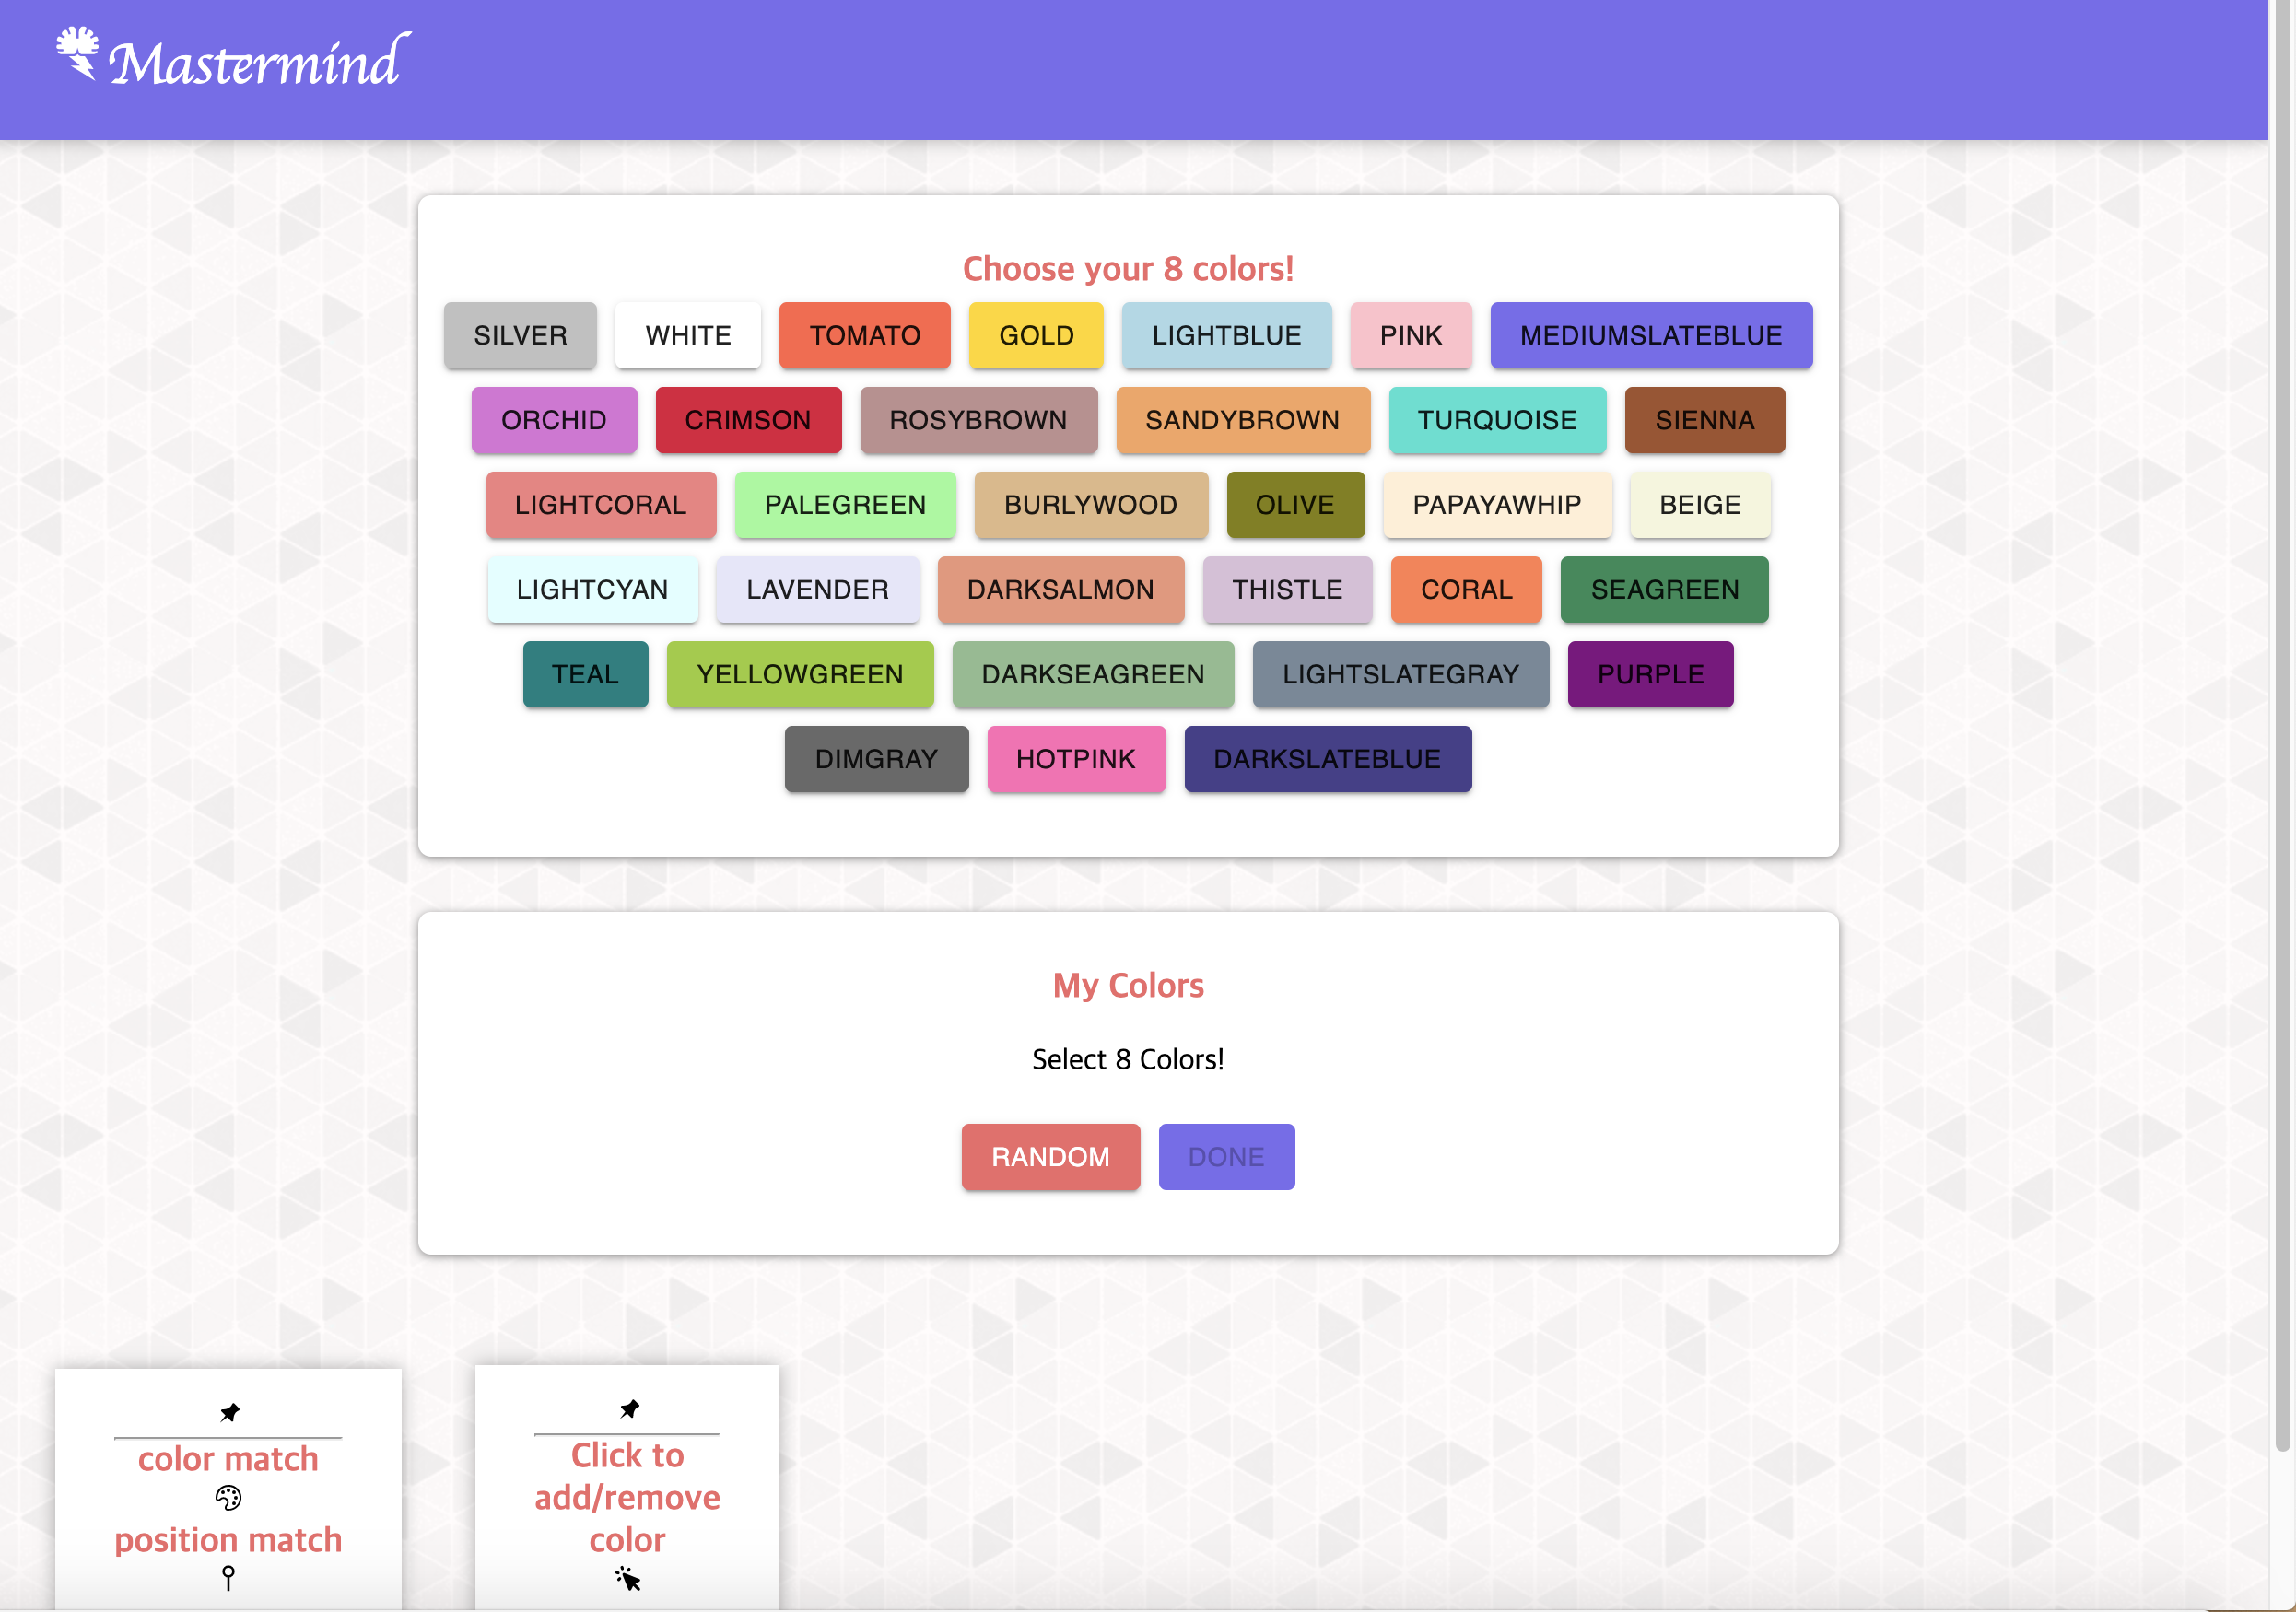 Mastermind
Choose your 8 colors!
SILVER WHITE TOMATO GOLD LIGHTBLUE PINK MEDIUMSLATEBLUE
ORCHID CRIMSON ROSYBROWN SANDYBROWN TURQUOISE SIENNA
LIGHTCORAL PALEGREEN BURLYWOOD OLIVE PAPAYAWHIP BEIGE
LIGHTCYAN LAVENDER DARKSALMON THISTLE CORAL SEAGREEN
TEAL YELLOWGREEN DARKSEAGREEN LIGHTSLATEGRAY PURPLE
DIMGRAY HOTPINK DARKSLATEBLUE
My Colors
Select 8 Colors!
RANDOM DONE
color match
position match
Click to
add/remove
color